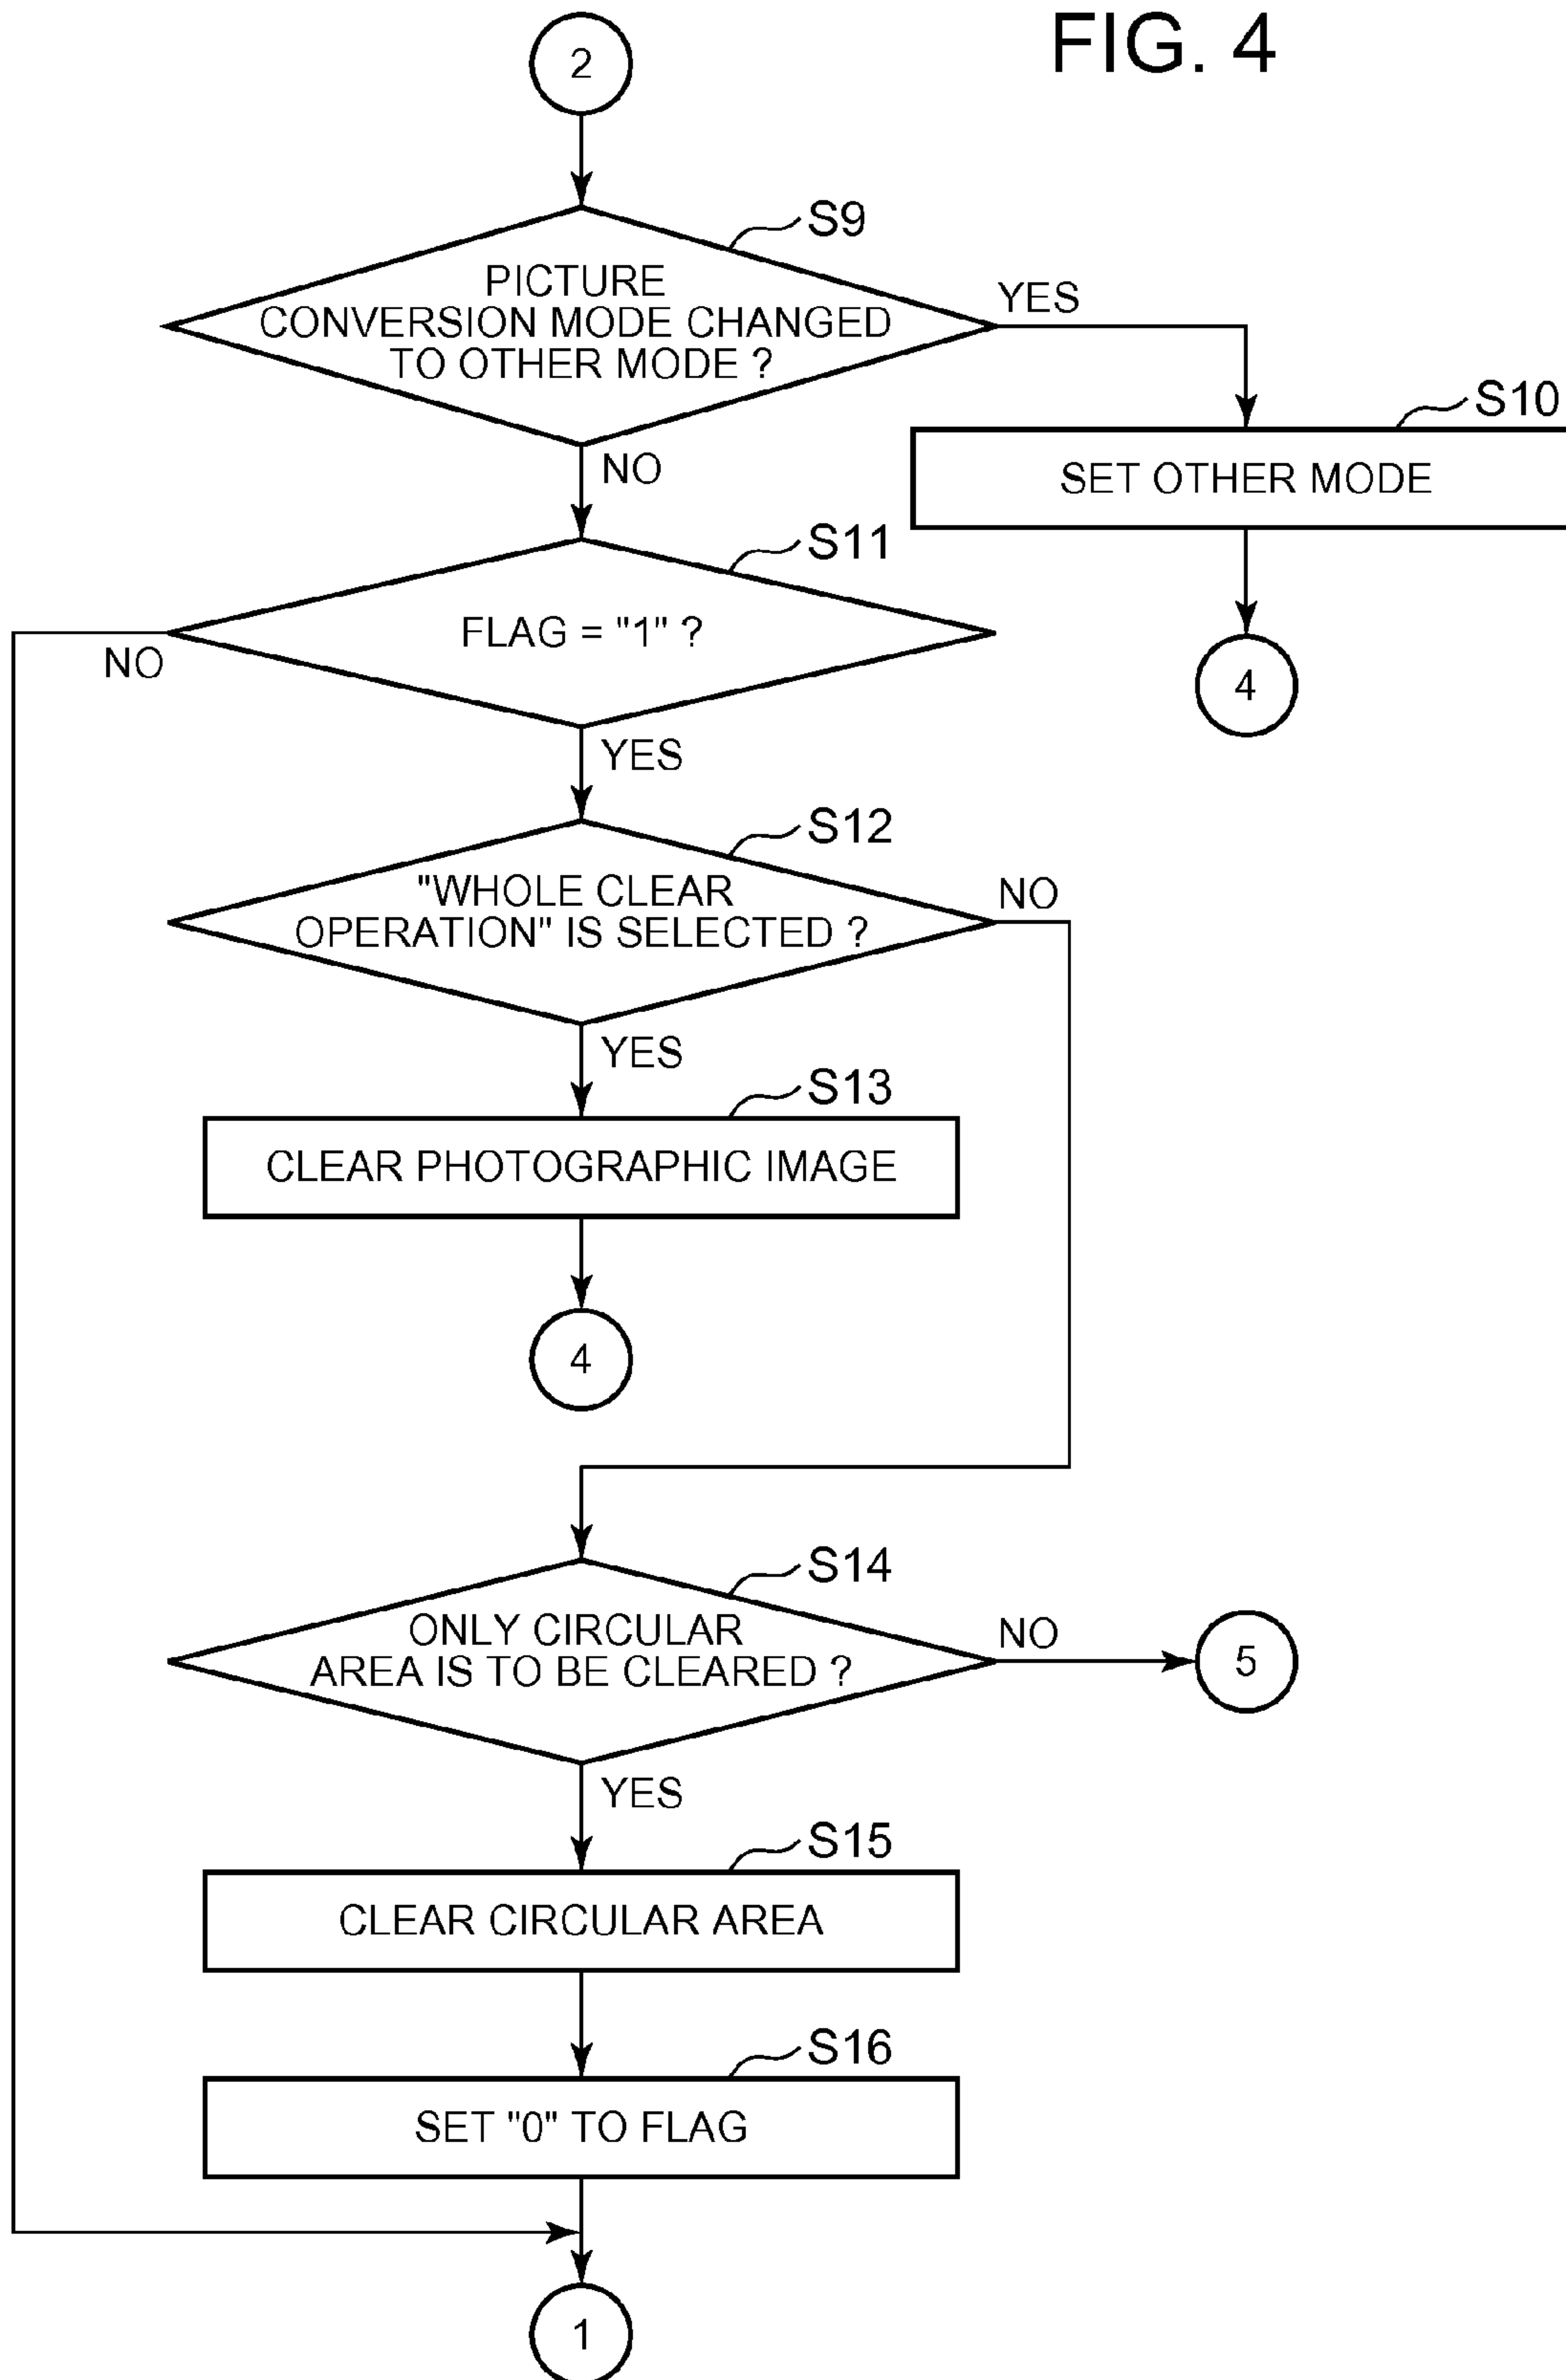 FIG. 4
2
S9
PICTURE
CONVERSION MODE CHANGED
TO OTHER MODE ?
YES
S10
SET OTHER MODE
4
NO
S11
FLAG = "1" ?
NO
YES
S12
"WHOLE CLEAR
OPERATION" IS SELECTED ?
NO
YES
S13
CLEAR PHOTOGRAPHIC IMAGE
4
S14
ONLY CIRCULAR
AREA IS TO BE CLEARED ?
NO
5
YES
S15
CLEAR CIRCULAR AREA
S16
SET "0" TO FLAG
1